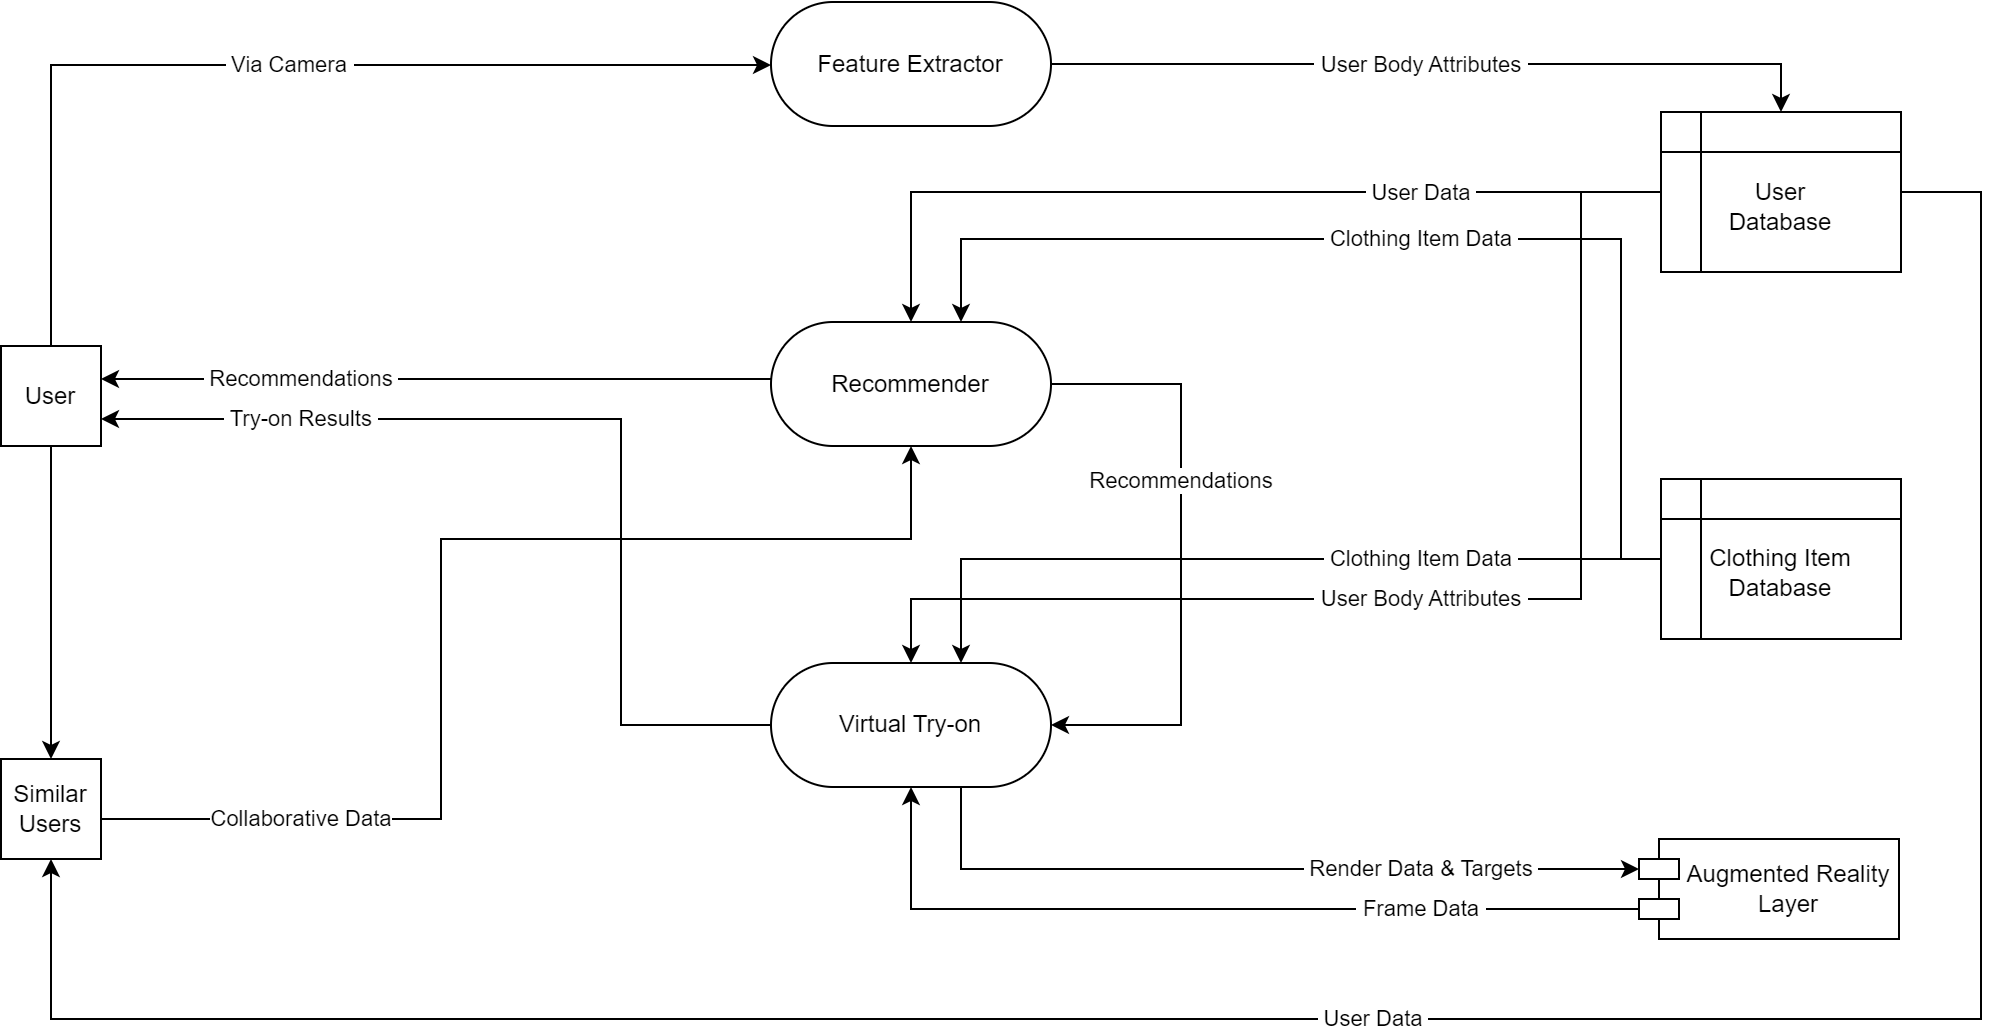 Via Camera
Feature Extractor
User Body Attributes
User Data
User
Database
Clothing Item Data
Recommendations
Recommender
User
Try-on Results
Recommendations
Clothing Item Data
Clothing Item
Database
User Body Attributes
Virtual Try-on
Similar
Users
Collaborative Data
Render Data & Targets
Augmented Reality
Layer
Frame Data
User Data